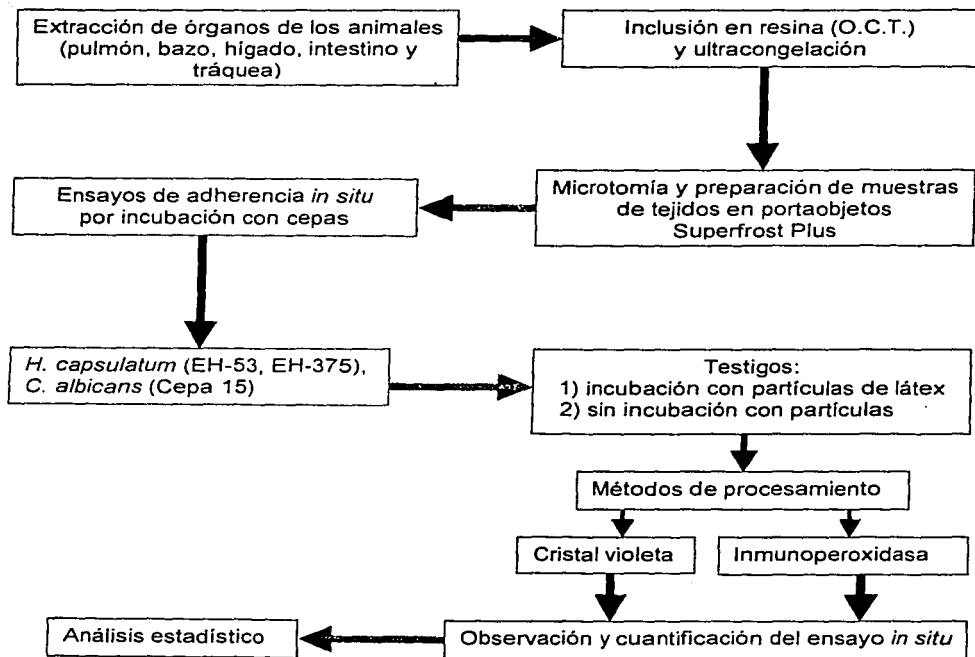 Extracción de órganos de los animales
(pulmón, bazo, hígado, intestino y
tráquea)
Inclusión en resina (O.C.T.)
y ultracongelación
Microtomía y preparación de muestras
de tejidos en portaobjetos
Superfrost Plus
Ensayos de adherencia in situ
por incubación con cepas
H. capsulatum (EH-53, EH-375),
C. albicans (Cepa 15)
Testigos:
1) incubación con partículas de látex
2) sin incubación con partículas
Métodos de procesamiento
Cristal violeta
Inmunoperoxidasa
Observación y cuantificación del ensayo in situ
Análisis estadístico